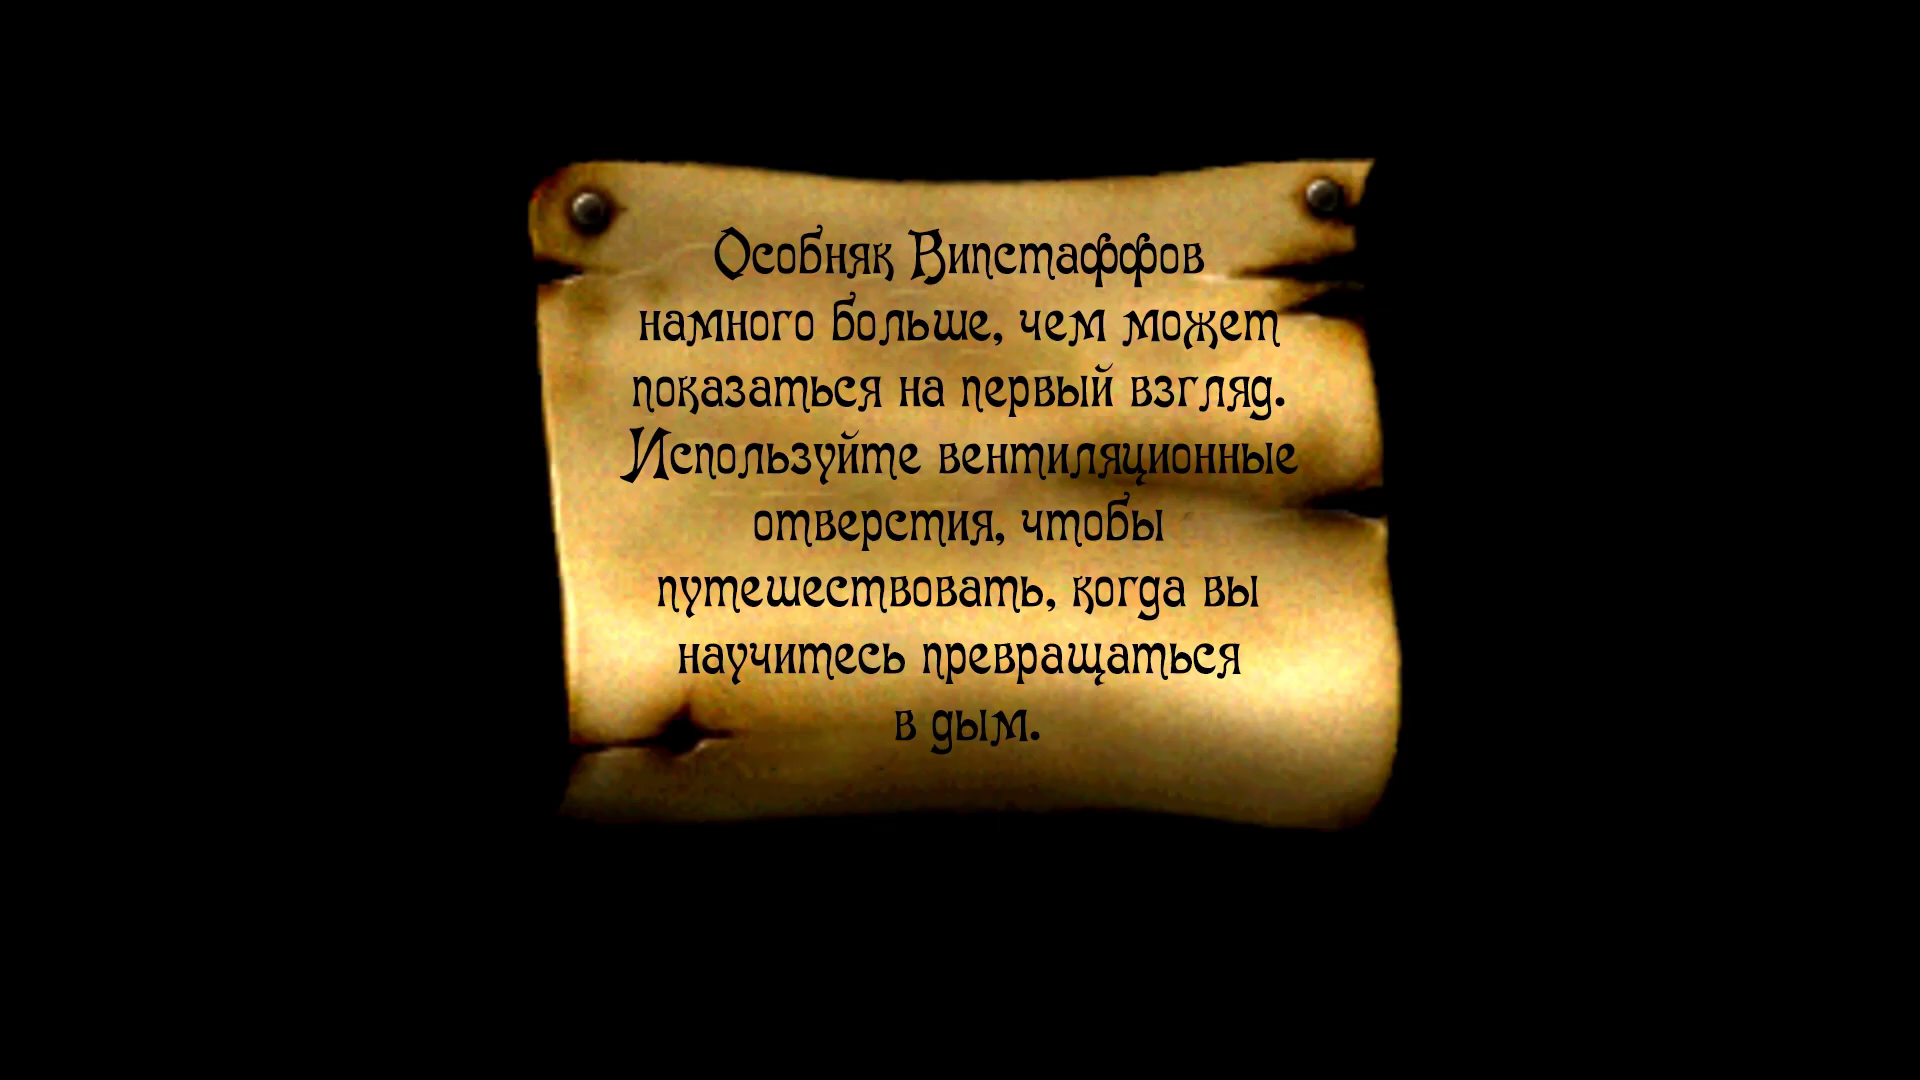 Особняк Випстаффов
намного больше, чем может
показаться на первый взгляд.
Используйте вентиляционные
отверстия, чтобы
путешествовать, когда вы
научитесь превращаться
в дым.